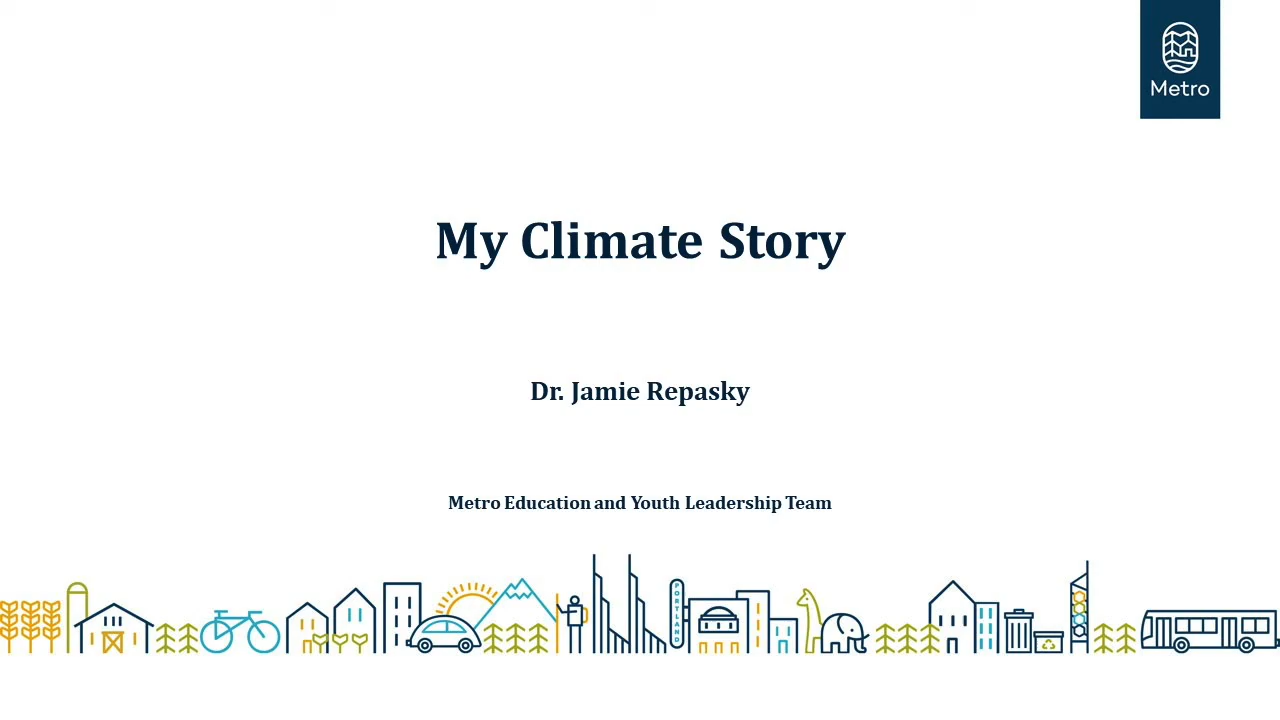 Metro
My Climate Story
Dr. Jamie Repasky
Metro Education and Youth Leadership Team
PORTLAND